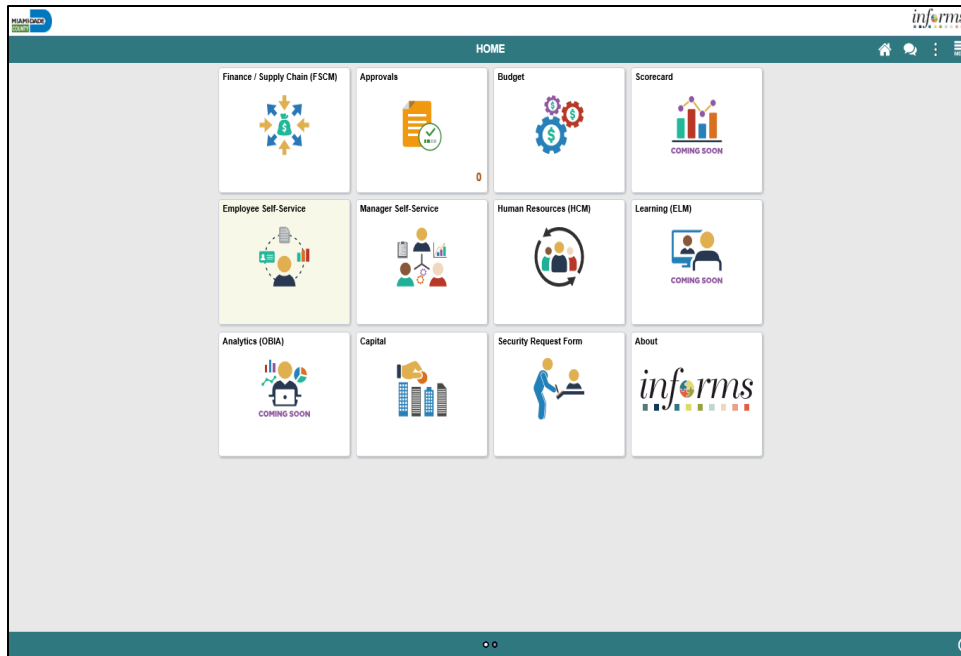 MIAMI-DADE
COUNTY
informs
HOME
Finance / Supply Chain (FSCM)
Approvals
Budget
Scorecard
COMING SOON
0
Employee Self-Service
Manager Self-Service
Human Resources (HCM)
Learning (ELM)
COMING SOON
Analytics (OBIA)
Capital
Security Request Form
About
COMING SOON
informs